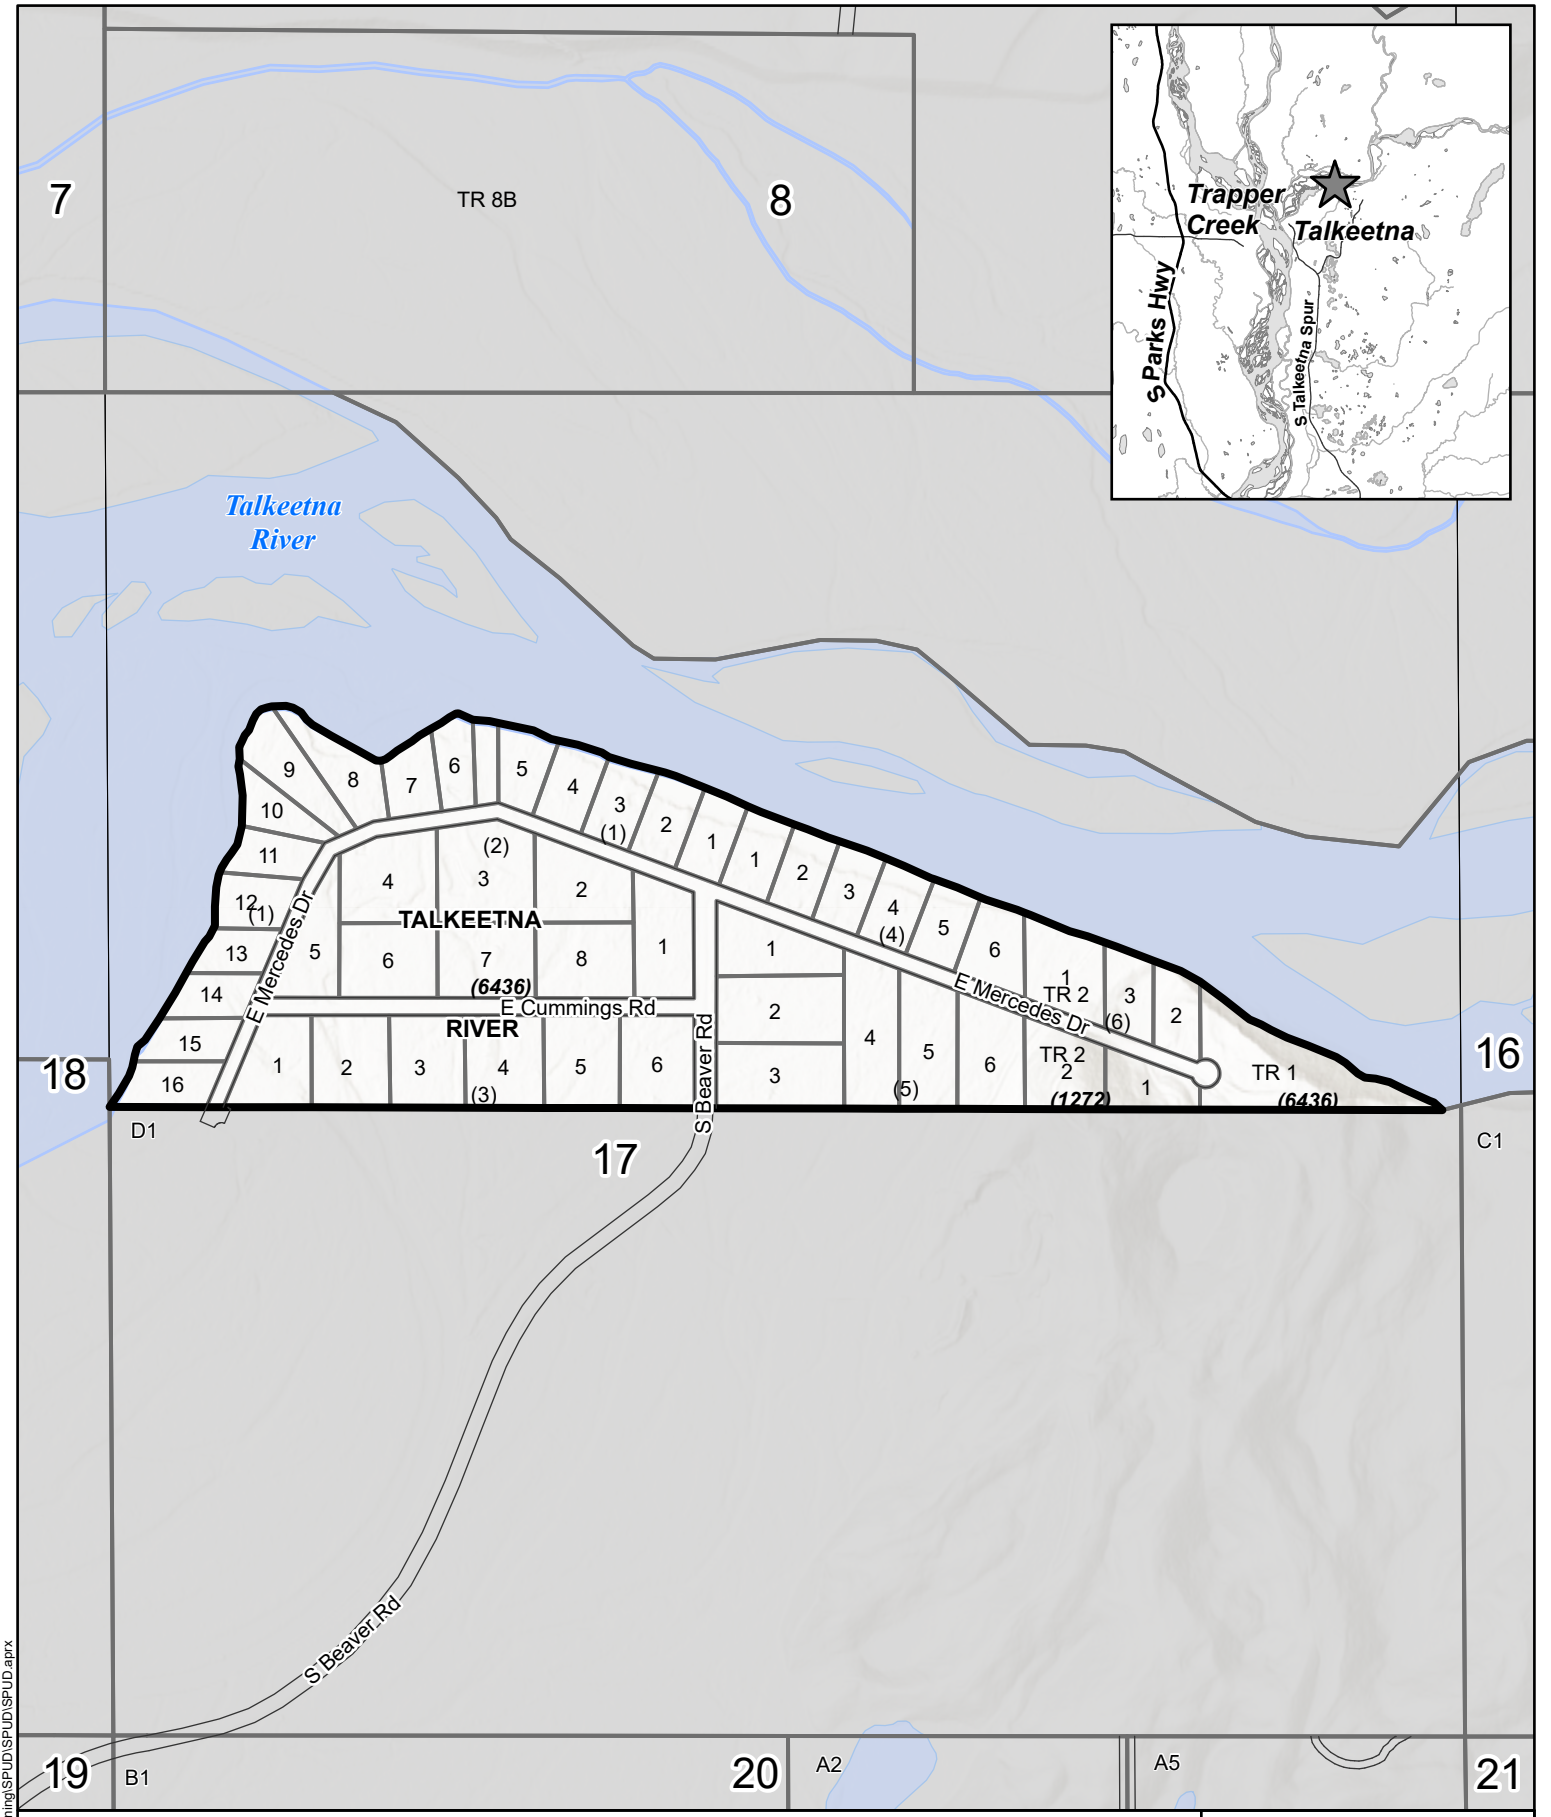 7
TR 8B
8
Trapper
Creek
Talkeetna
S Parks Hwy
S Talkeetna Spur
Talkeetna
River
9
8
7
6
5
4
3
(1)
2
1
1
2
3
4
(4)
5
6
10
11
12
(1)
13
14
15
16
E Mercedes Dr
(2)
4
3
2
TALKEETNA
5
6
7
8
1
(6436)
E Cummings Rd
RIVER
1
2
3
4
(3)
5
6
S Beaver Rd
1
2
3
4
5
(5)
6
E Mercedes Dr
1
TR 2
3
(6)
2
TR 2
2
(1272)
1
TR 1
(6436)
18
16
D1
17
C1
S Beaver Rd
19
B1
20
A2
A5
21
ning\SPUD\SPUD\SPUD.aprx